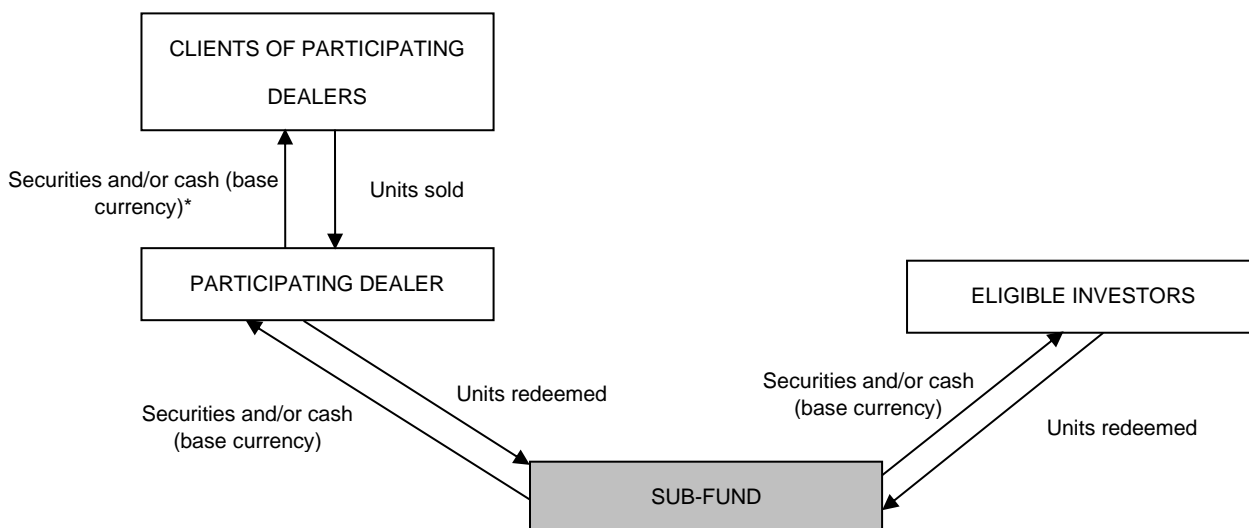 CLIENTS OF PARTICIPATING
DEALERS
Securities and/or cash (base
currency)*
Units sold
PARTICIPATING DEALER
ELIGIBLE INVESTORS
Securities and/or cash
(base currency)
Units redeemed
Securities and/or cash
(base currency)
Units redeemed
SUB-FUND